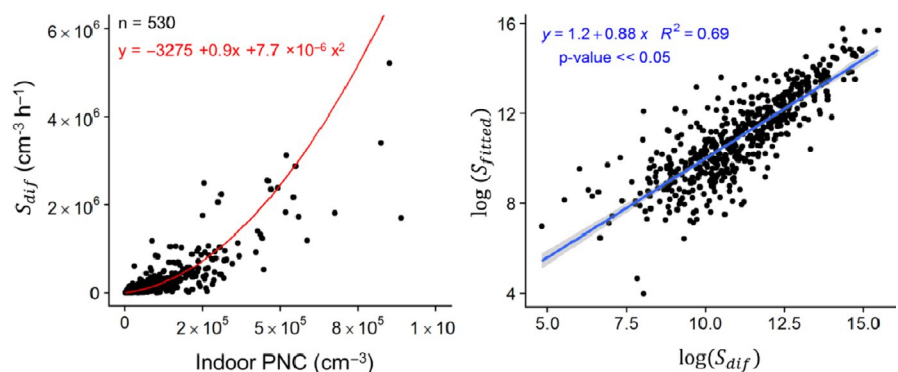 n = 530
y = −3275 +0.9x +7.7 ×10⁻⁶ x²
6 × 10⁶
4 × 10⁶
2 × 10⁶
0
S_dif (cm⁻³ h⁻¹)
0 2 × 10⁵ 5 × 10⁵ 8 × 10⁵ 1 × 10
Indoor PNC (cm⁻³)
y = 1.2 + 0.88 x R² = 0.69
p-value << 0.05
16
12
8
4
log (S_fitted)
5.0 7.5 10.0 12.5 15.0
log(S_dif)